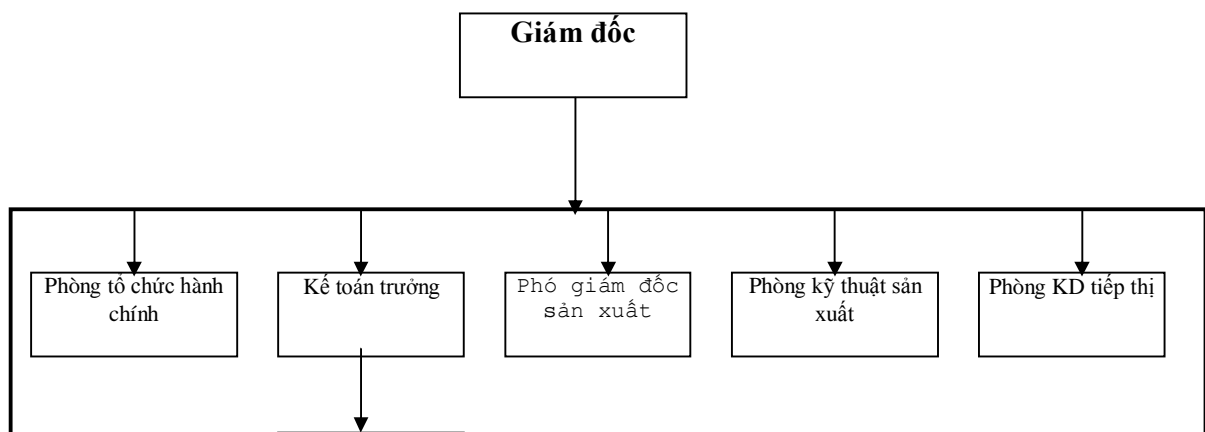 Giám đốc
Phòng tổ chức hành
chính
Kế toán trưởng
Phó giám đốc
sản xuất
Phòng kỹ thuật sản
xuất
Phòng KD tiếp thị